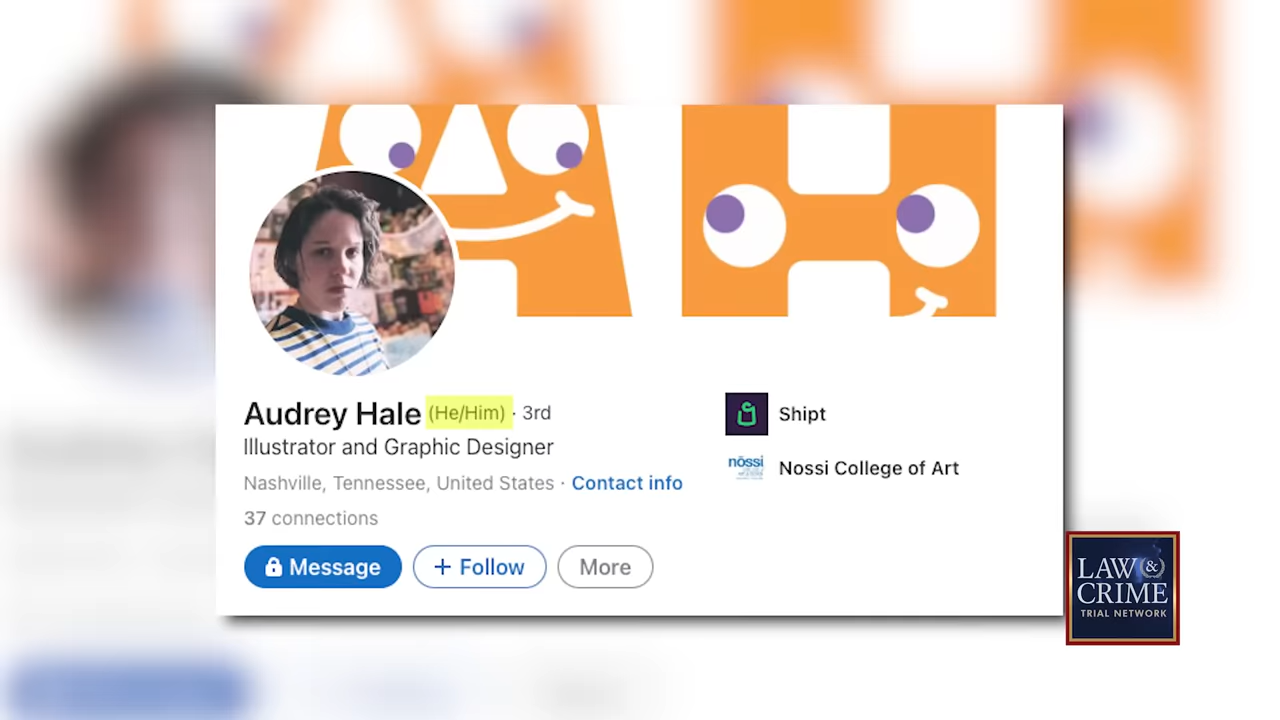 Audrey Hale (He/Him) · 3rd
Illustrator and Graphic Designer
Nashville, Tennessee, United States · Contact info
37 connections
Message + Follow More
Shipt
nōssi
Nossi College of Art
LAW &
CRIME
TRIAL NETWORK